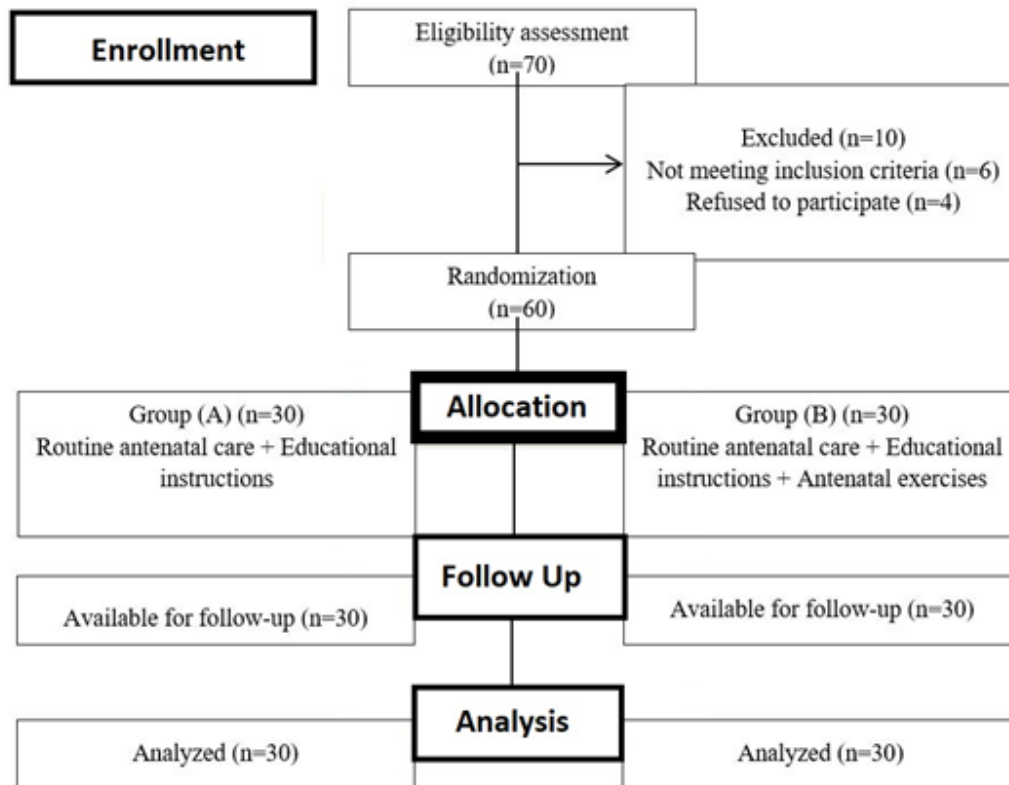 Enrollment
Eligibility assessment
(n=70)
Excluded (n=10)
Not meeting inclusion criteria (n=6)
Refused to participate (n=4)
Randomization
(n=60)
Allocation
Group (A) (n=30)
Routine antenatal care + Educational
instructions
Group (B) (n=30)
Routine antenatal care + Educational
instructions + Antenatal exercises
Follow Up
Available for follow-up (n=30)
Available for follow-up (n=30)
Analysis
Analyzed (n=30)
Analyzed (n=30)